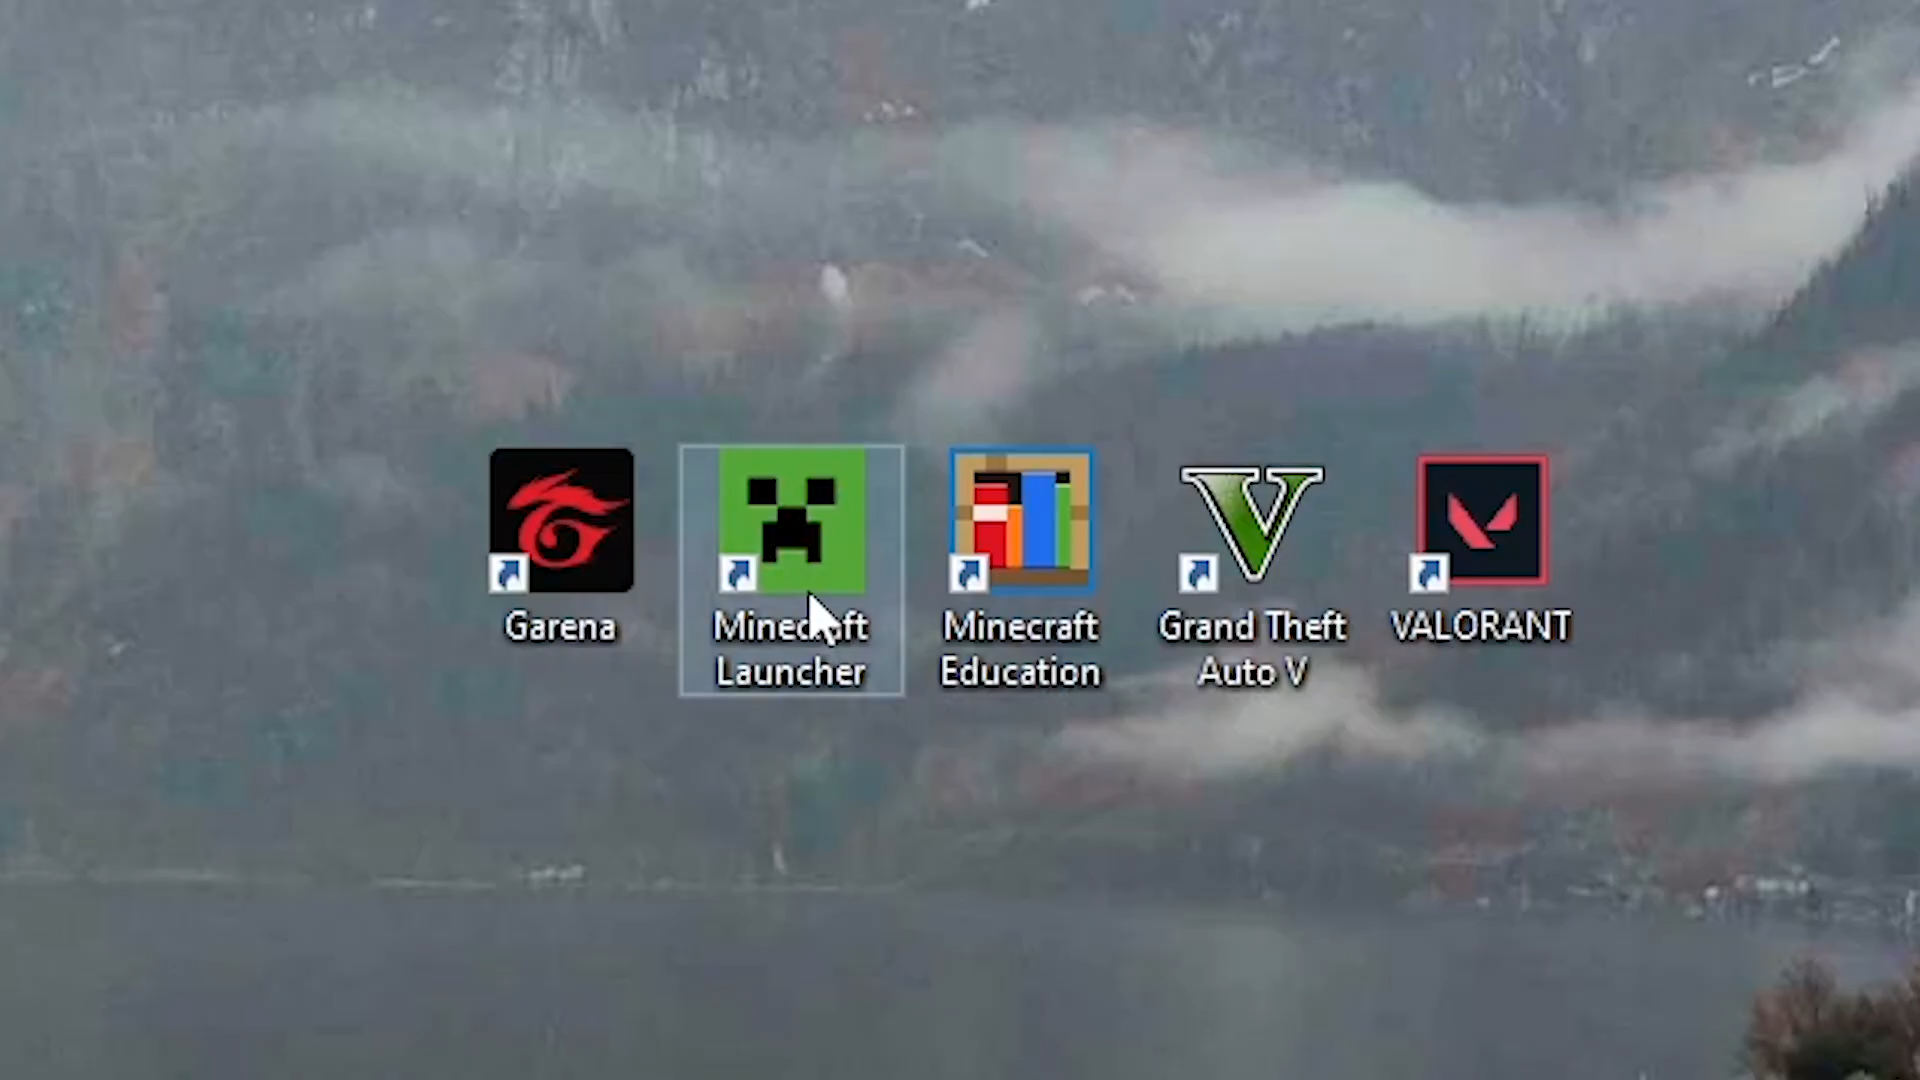 Garena
Minecraft
Launcher
Minecraft
Education
Grand Theft
Auto V
VALORANT